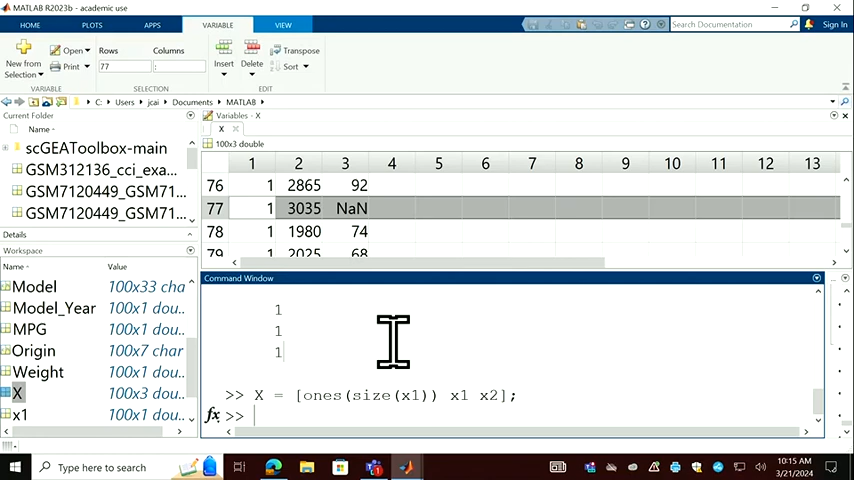 MATLAB R2023b - academic use
HOME PLOTS APPS VARIABLE VIEW
Search Documentation Sign In
New from Selection
Open
Print
Rows Columns
77 :
Insert Delete
Transpose
Sort
VARIABLE SELECTION EDIT
C: Users jcai Documents MATLAB
Current Folder
Name
scGEAToolbox-main
GSM312136_cci_exa...
GSM7120449_GSM71...
GSM7120449_GSM71...
Details
Workspace
Name Value
Model 100x33 cha
Model_Year 100x1 dou..
MPG 100x1 dou..
Origin 100x7 char
Weight 100x1 dou..
X 100x3 doub..
x1 100x1 dou..
Variables - X
X
100x3 double
1 2 3 4 5 6 7 8 9 10 11 12 13
76 1 2865 92
77 1 3035 NaN
78 1 1980 74
79 1 2025 68
Command Window
1
1
1
>> X = [ones(size(x1)) x1 x2];
fx >>
Type here to search
10:15 AM
3/21/2024